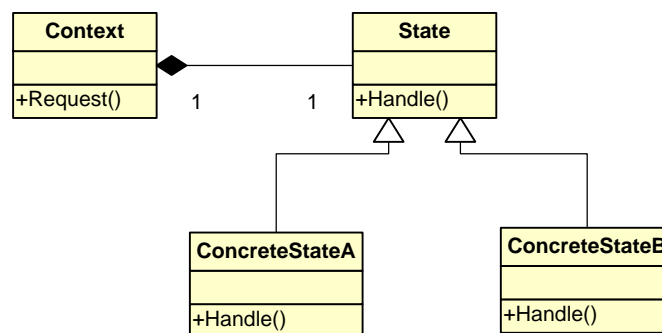 Context
State
+Request()
+Handle()
1
1
ConcreteStateA
ConcreteStateB
+Handle()
+Handle()